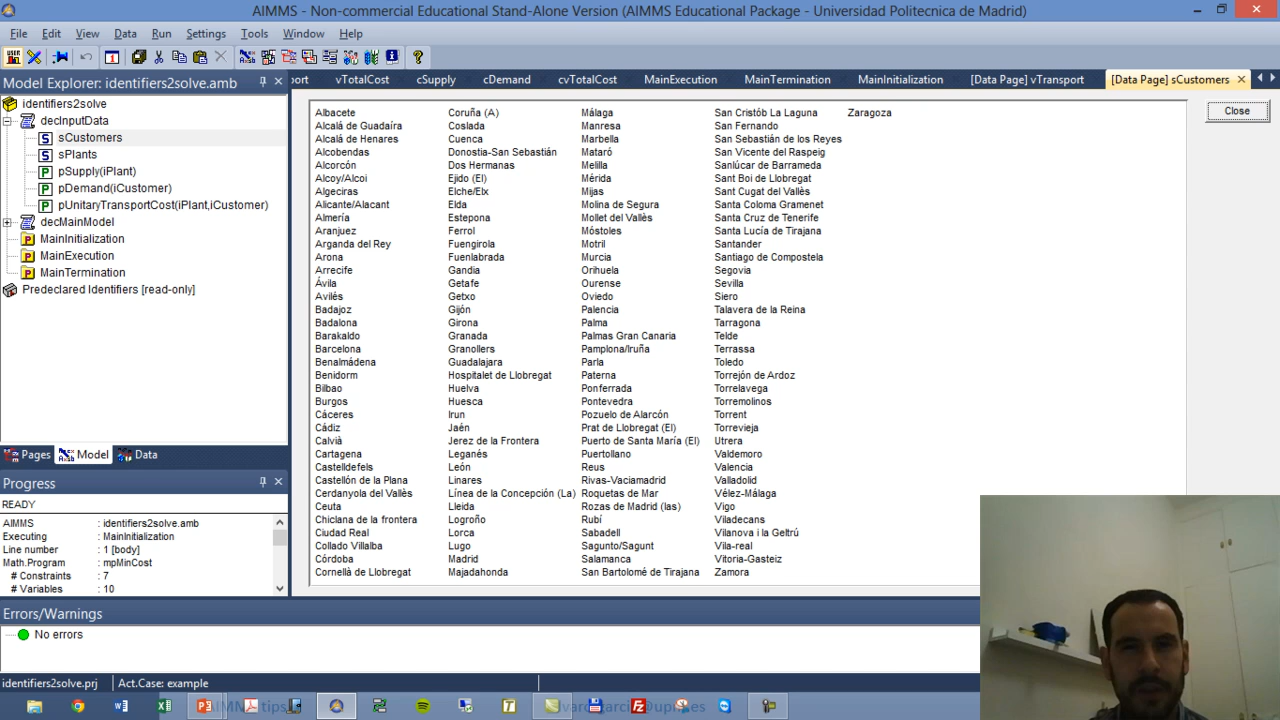 AIMMS - Non-commercial Educational Stand-Alone Version (AIMMS Educational Package - Universidad Politecnica de Madrid)
File Edit View Data Run Settings Tools Window Help
Model Explorer: identifiers2solve.amb
port vTotalCost cSupply cDemand cvTotalCost MainExecution MainTermination MainInitialization [Data Page] vTransport [Data Page] sCustomers
identifiers2solve
decInputData
sCustomers
sPlants
pSupply(iPlant)
pDemand(iCustomer)
pUnitaryTransportCost(iPlant,iCustomer)
decMainModel
MainInitialization
MainExecution
MainTermination
Predeclared Identifiers [read-only]
Pages Model Data
Progress
READY
AIMMS : identifiers2solve.amb
Executing : MainInitialization
Line number : 1 [body]
Math.Program : mpMinCost
# Constraints : 7
# Variables : 10
Albacete
Alcalá de Guadaíra
Alcalá de Henares
Alcobendas
Alcorcón
Alcoy/Alcoi
Algeciras
Alicante/Alacant
Almería
Aranjuez
Arganda del Rey
Arona
Arrecife
Ávila
Avilés
Badajoz
Badalona
Barakaldo
Barcelona
Benalmádena
Benidorm
Bilbao
Burgos
Cáceres
Cádiz
Calvià
Cartagena
Castelldefels
Castellón de la Plana
Cerdanyola del Vallès
Ceuta
Chiclana de la frontera
Ciudad Real
Collado Villalba
Córdoba
Cornellá de Llobregat
Coruña (A)
Coslada
Cuenca
Donostia-San Sebastián
Dos Hermanas
Ejido (El)
Elche/Elx
Elda
Estepona
Ferrol
Fuengirola
Fuenlabrada
Gandia
Getafe
Getxo
Gijón
Girona
Granada
Granollers
Guadalajara
Hospitalet de Llobregat
Huelva
Huesca
Irun
Jaén
Jerez de la Frontera
Leganés
León
Linares
Línea de la Concepción (La)
Lleida
Logroño
Lorca
Lugo
Madrid
Majadahonda
Málaga
Manresa
Marbella
Mataró
Melilla
Mérida
Mijas
Molina de Segura
Mollet del Vallès
Móstoles
Motril
Murcia
Orihuela
Ourense
Oviedo
Palencia
Palma
Palmas Gran Canaria
Pamplona/Iruña
Parla
Paterna
Ponferrada
Pontevedra
Pozuelo de Alarcón
Prat de Llobregat (El)
Puerto de Santa María (El)
Puertollano
Reus
Rivas-Vaciamadrid
Roquetas de Mar
Rozas de Madrid (las)
Rubí
Sabadell
Sagunto/Sagunt
Salamanca
San Bartolomé de Tirajana
San Cristób La Laguna
San Fernando
San Sebastián de los Reyes
San Vicente del Raspeig
Sanlúcar de Barrameda
Sant Boi de Llobregat
Sant Cugat del Vallès
Santa Coloma Gramenet
Santa Cruz de Tenerife
Santa Lucía de Tirajana
Santander
Santiago de Compostela
Segovia
Sevilla
Siero
Talavera de la Reina
Tarragona
Telde
Terrassa
Toledo
Torrejón de Ardoz
Torrelavega
Torremolinos
Torrent
Torrevieja
Utrera
Valdemoro
Valencia
Valladolid
Vélez-Málaga
Vigo
Viladecans
Vilanova i la Geltrú
Vila-real
Vitoria-Gasteiz
Zamora
Zaragoza
Close
Errors/Warnings
No errors
identifiers2solve.prj Act.Case: example
AIMMS tips